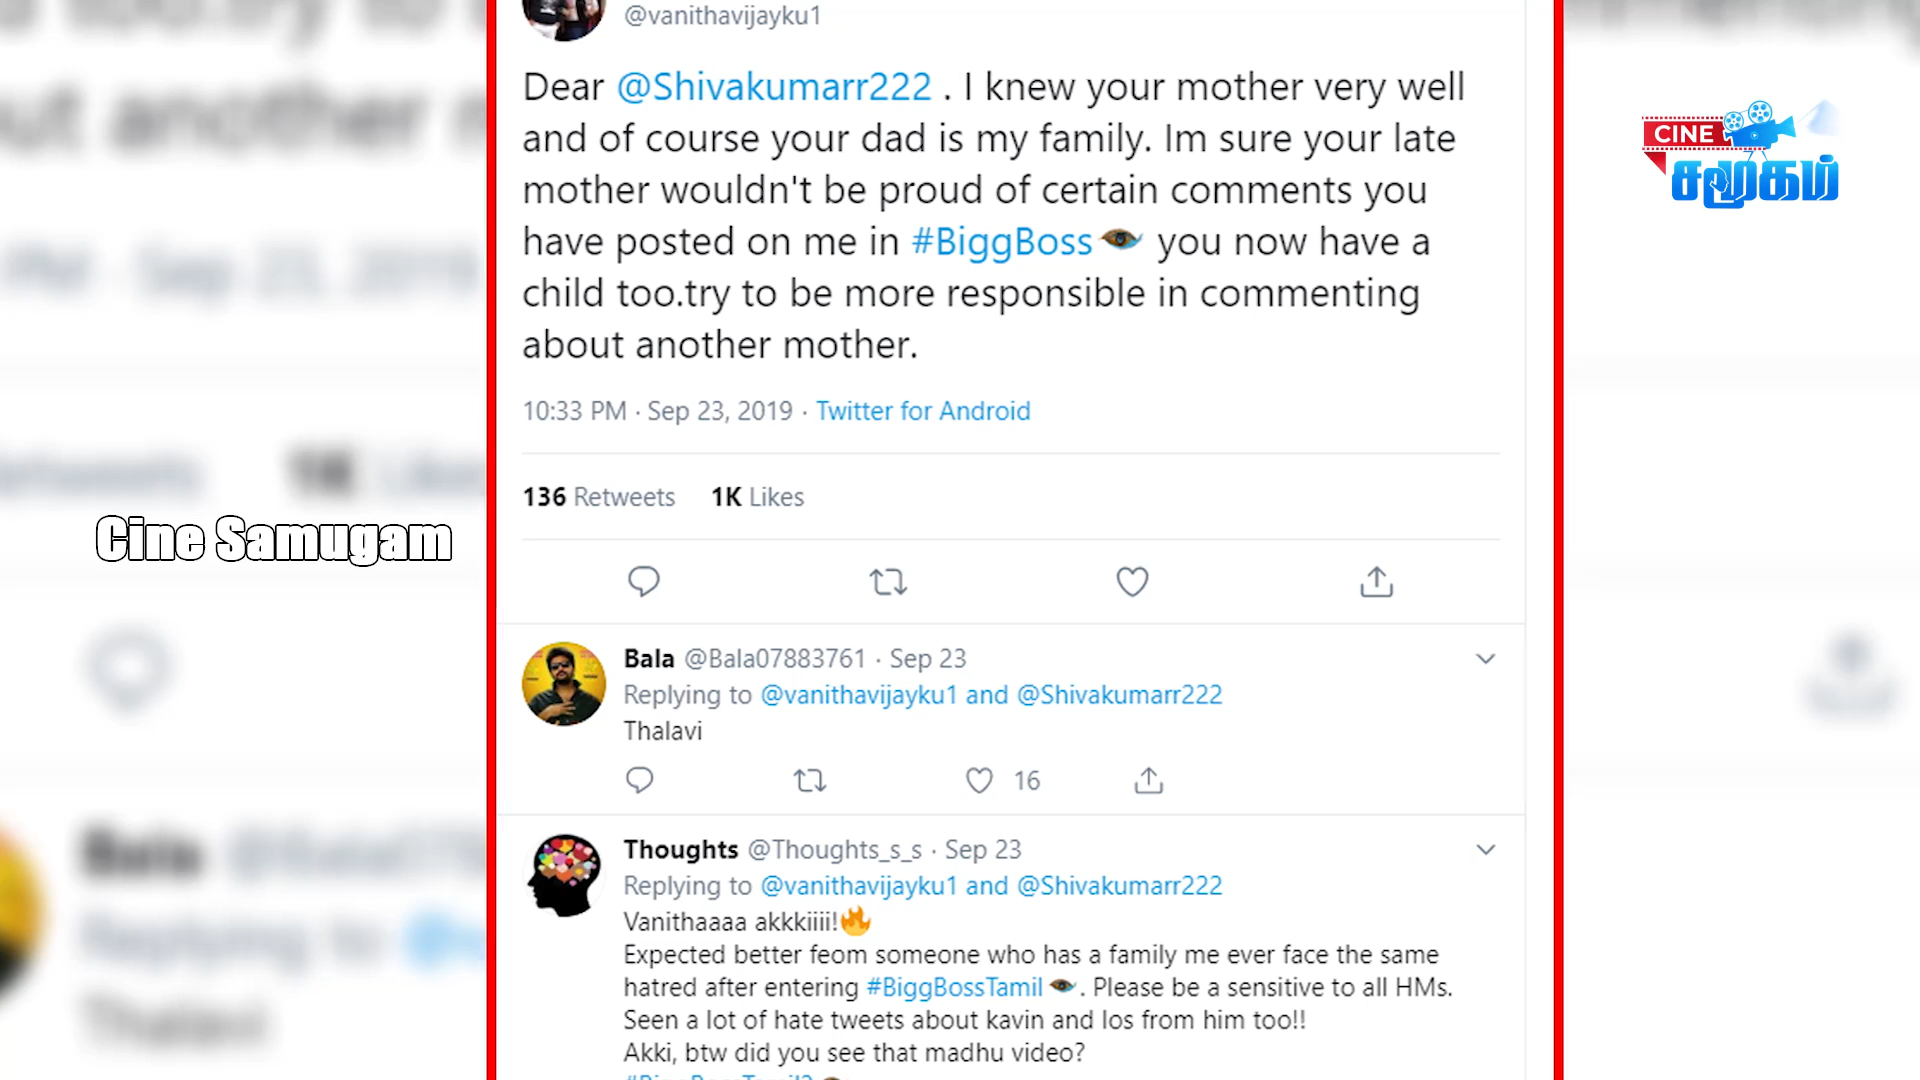 @vanithavijayku1
Dear @Shivakumarr222 . I knew your mother very well
and of course your dad is my family. Im sure your late
mother wouldn't be proud of certain comments you
have posted on me in #BiggBoss you now have a
child too.try to be more responsible in commenting
about another mother.
10:33 PM · Sep 23, 2019 · Twitter for Android
136 Retweets 1K Likes
Bala @Bala07883761 · Sep 23
Replying to @vanithavijayku1 and @Shivakumarr222
Thalavi
16
Thoughts @Thoughts_s_s · Sep 23
Replying to @vanithavijayku1 and @Shivakumarr222
Vanithaaaa akkkiiii!🔥
Expected better feom someone who has a family me ever face the same
hatred after entering #BiggBossTamil . Please be a sensitive to all HMs.
Seen a lot of hate tweets about kavin and los from him too!!
Akki, btw did you see that madhu video?
CINE
சமூகம்
Cine Samugam